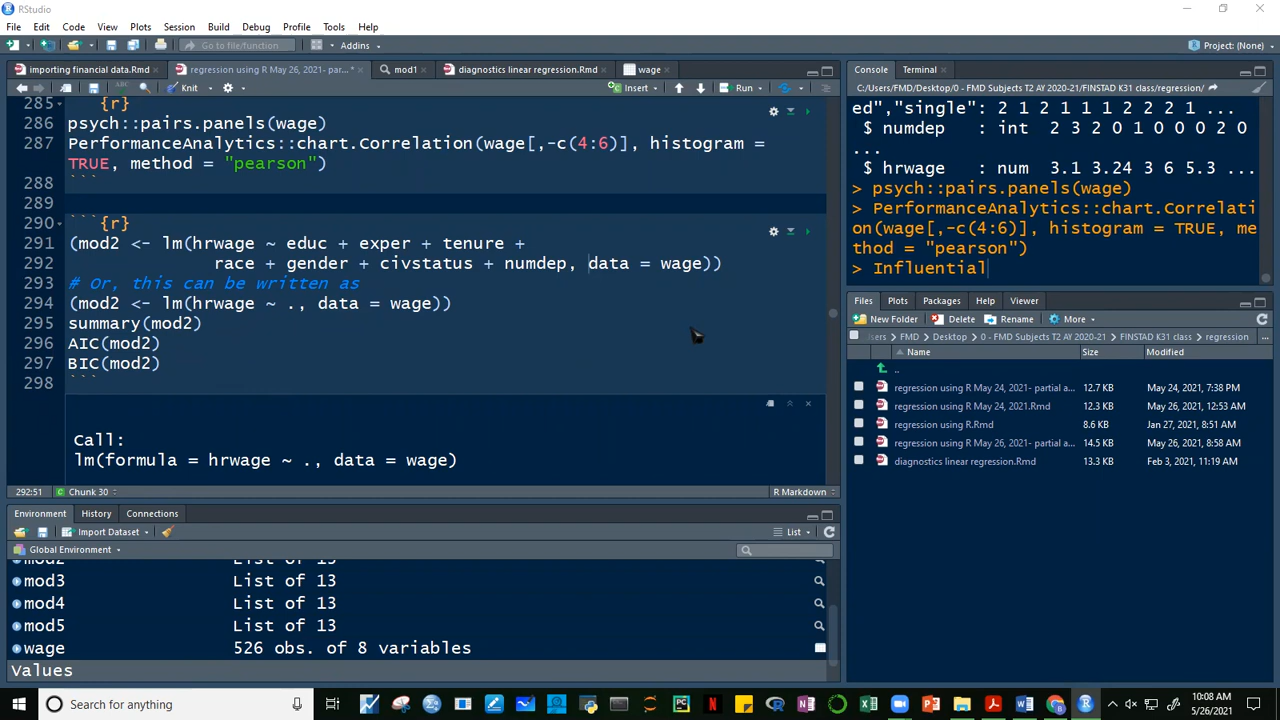 RStudio
File Edit Code View Plots Session Build Debug Profile Tools Help
Go to file/function Addins Project: (None)
importing financial data.Rmd regression using R May 26, 2021- par...* mod1 diagnostics linear regression.Rmd wage
Knit Insert Run
285 {r}
286 psych::pairs.panels(wage)
287 PerformanceAnalytics::chart.Correlation(wage[,-c(4:6)], histogram =
TRUE, method = "pearson")
288 ```
289
290 ```{r}
291 (mod2 <- lm(hrwage ~ educ + exper + tenure +
292 race + gender + civstatus + numdep, data = wage))
293 # Or, this can be written as
294 (mod2 <- lm(hrwage ~ ., data = wage))
295 summary(mod2)
296 AIC(mod2)
297 BIC(mod2)
298 ```
Call:
lm(formula = hrwage ~ ., data = wage)
292:51 Chunk 30 R Markdown
Environment History Connections
Import Dataset List
Global Environment
mod2 List of 13
mod3 List of 13
mod4 List of 13
mod5 List of 13
wage 526 obs. of 8 variables
Values
Console Terminal
C:/Users/FMD/Desktop/0 - FMD Subjects T2 AY 2020-21/FINSTAD K31 class/regression/
ed","single": 2 1 2 1 1 1 2 2 2 1 ...
$ numdep : int 2 3 2 0 1 0 0 0 2 0
...
$ hrwage : num 3.1 3.24 3 6 5.3 ...
> psych::pairs.panels(wage)
> PerformanceAnalytics::chart.Correlati
on(wage[,-c(4:6)], histogram = TRUE, me
thod = "pearson")
> Influential
Files Plots Packages Help Viewer
New Folder Delete Rename More
Users FMD Desktop 0 - FMD Subjects T2 AY 2020-21 FINSTAD K31 class regression ...
Name Size Modified
..
regression using R May 24, 2021- partial a... 12.7 KB May 24, 2021, 7:38 PM
regression using R May 24, 2021.Rmd 12.3 KB May 26, 2021, 12:53 AM
regression using R.Rmd 8.6 KB Jan 27, 2021, 8:51 AM
regression using R May 26, 2021- partial a... 14.5 KB May 26, 2021, 8:58 AM
diagnostics linear regression.Rmd 13.3 KB Feb 3, 2021, 11:19 AM
Search for anything
10:08 AM
5/26/2021